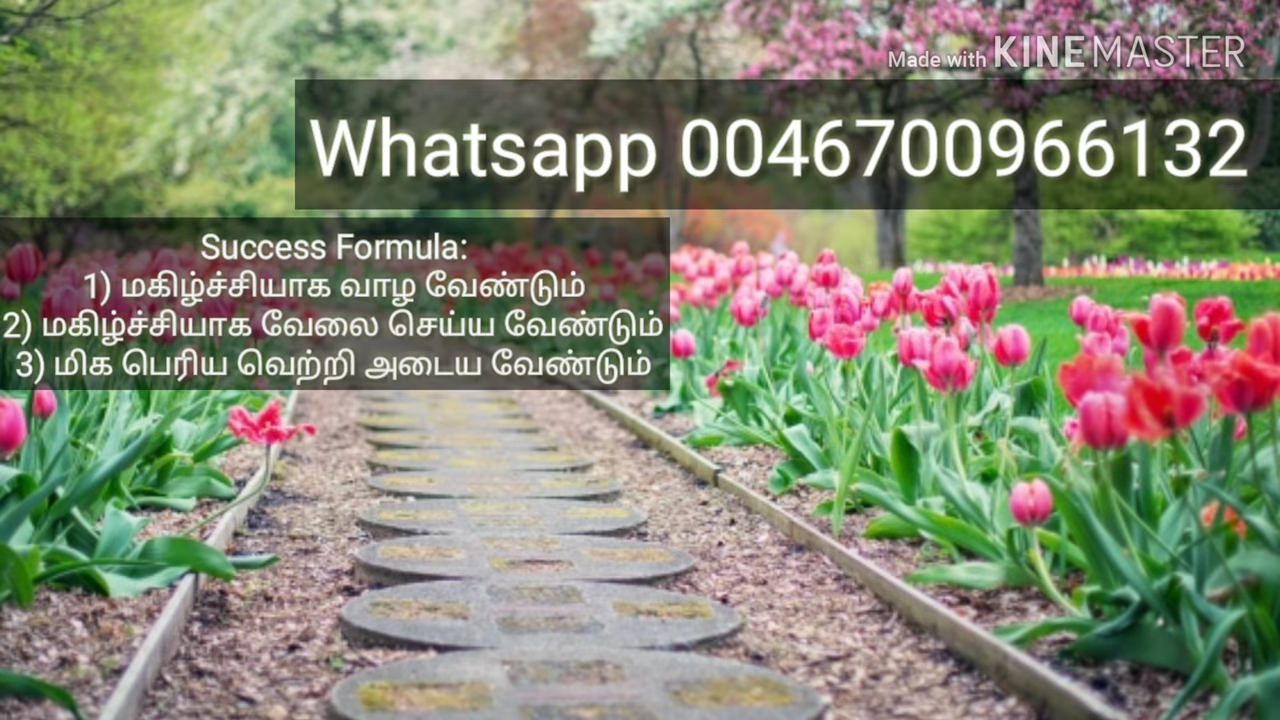 Made with KINEMASTER
Whatsapp 0046700966132
Success Formula:
1) மகிழ்ச்சியாக வாழ வேண்டும்
2) மகிழ்ச்சியாக வேலை செய்ய வேண்டும்
3) மிக பெரிய வெற்றி அடைய வேண்டும்